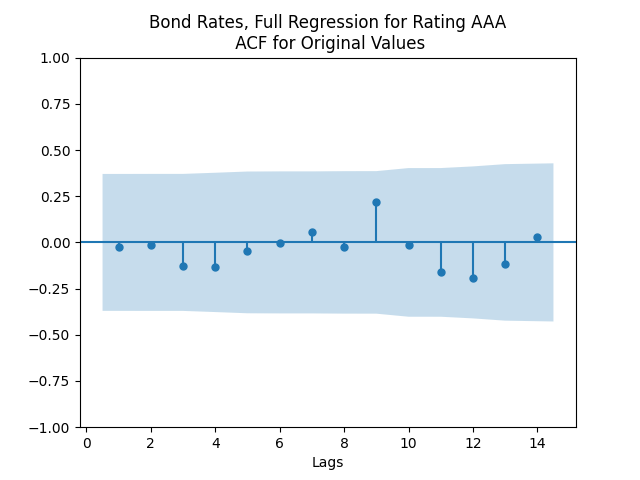 Bond Rates, Full Regression for Rating AAA
ACF for Original Values
1.00
0.75
0.50
0.25
0.00
−0.25
−0.50
−0.75
−1.00
0 2 4 6 8 10 12 14
Lags